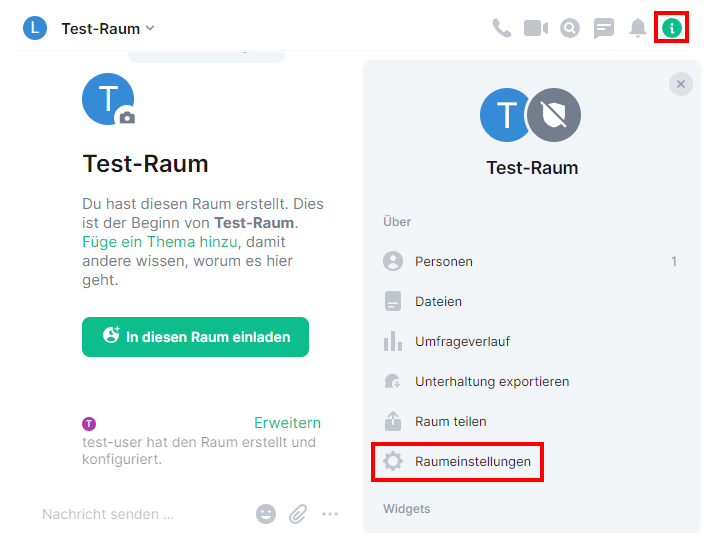 L Test-Raum
T
Test-Raum
Du hast diesen Raum erstellt. Dies
ist der Beginn von Test-Raum.
Füge ein Thema hinzu, damit
andere wissen, worum es hier
geht.
In diesen Raum einladen
T Erweitern
test-user hat den Raum erstellt und
konfiguriert.
Nachricht senden ...
T
Test-Raum
Über
Personen 1
Dateien
Umfrageverlauf
Unterhaltung exportieren
Raum teilen
Raumeinstellungen
Widgets